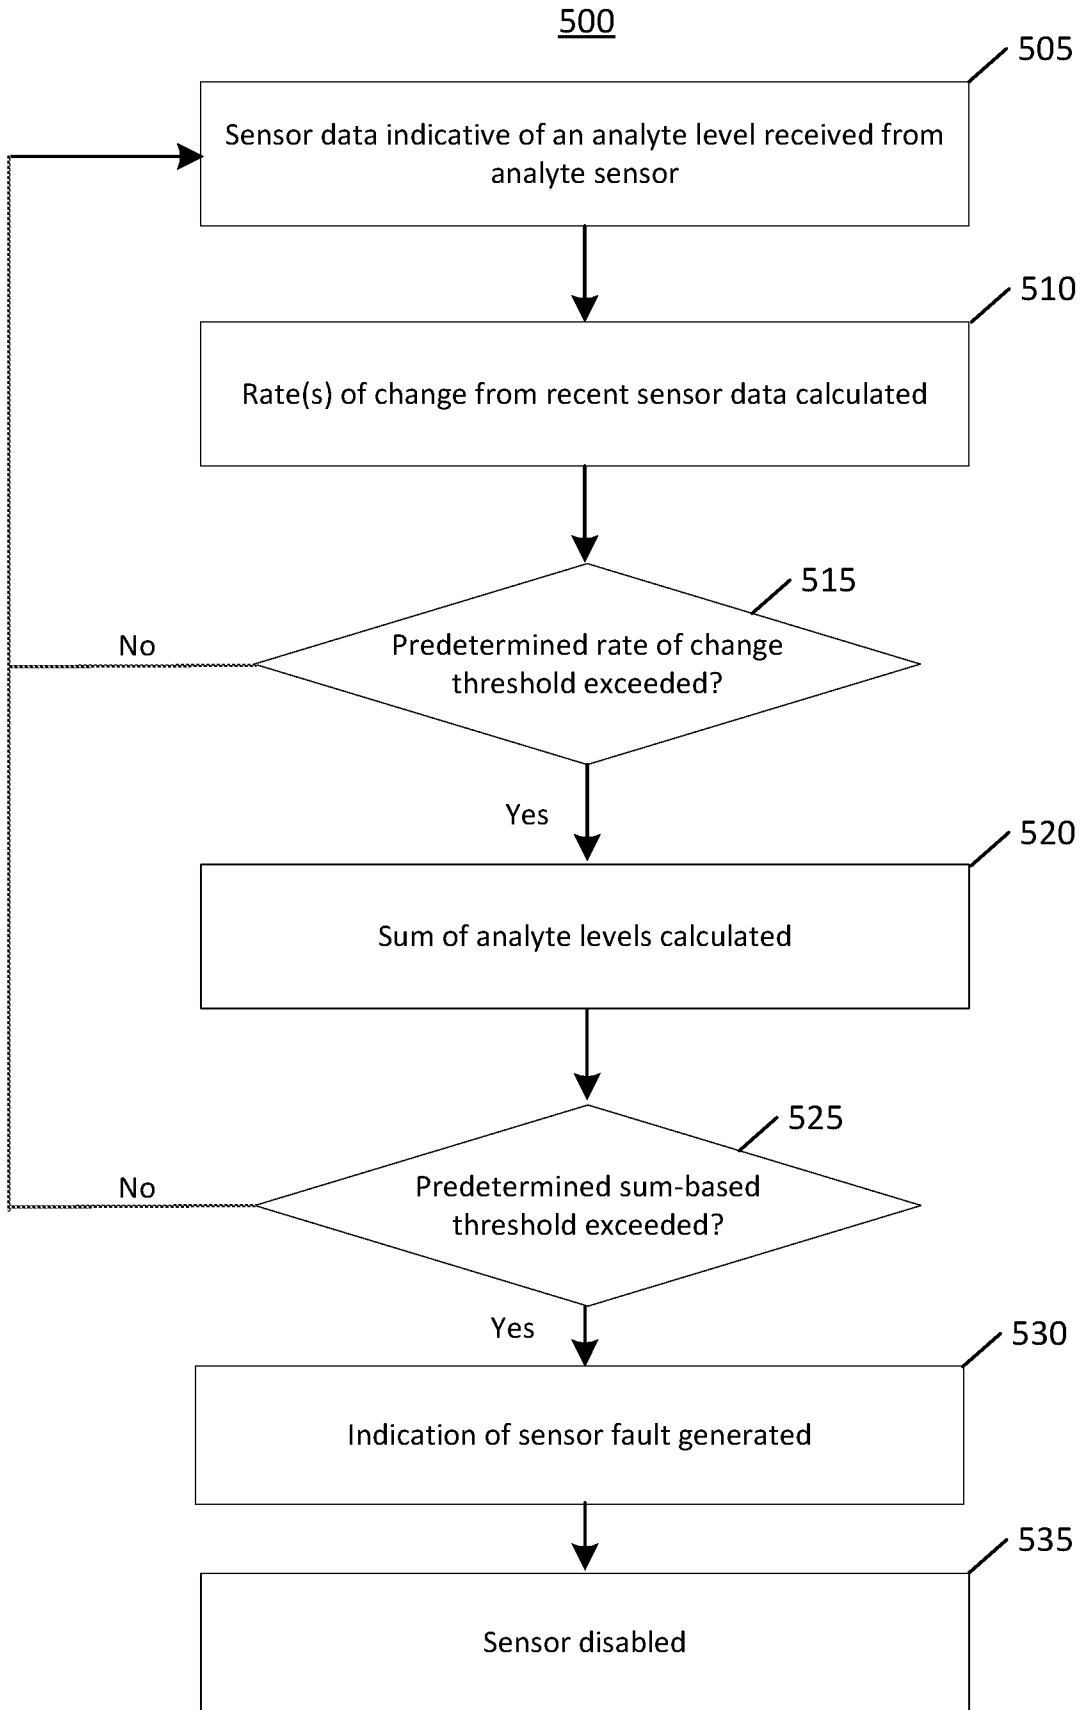 500
505
Sensor data indicative of an analyte level received from
analyte sensor
510
Rate(s) of change from recent sensor data calculated
515
Predetermined rate of change
threshold exceeded?
No
Yes
520
Sum of analyte levels calculated
525
Predetermined sum-based
threshold exceeded?
No
Yes
530
Indication of sensor fault generated
535
Sensor disabled